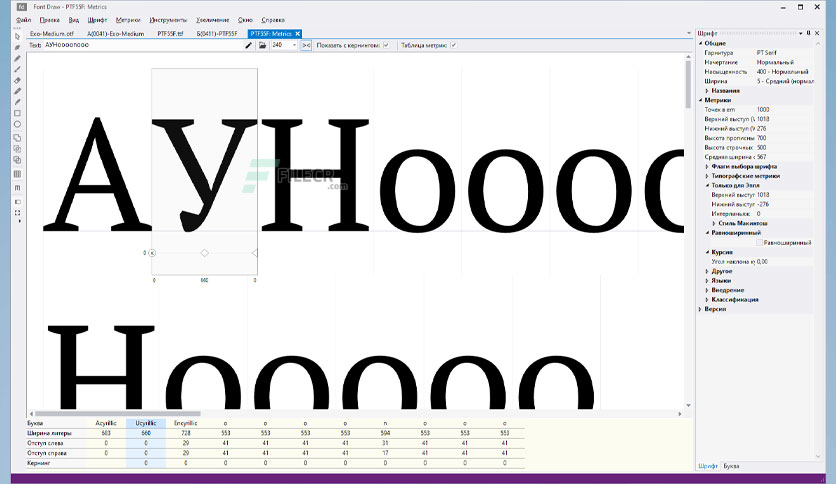 Font Draw - PTF55F: Metrics
Файл Правка Вид Шрифт Метрики Инструменты Увеличение Окно Справка
Exo-Medium.otf A(0041)-Exo-Medium PTF55F.ttf Б(0411)-PTF55F PTF55F: Metrics
Text: АУНооопооо 240 Показать с кернингом: Таблица метрик:
АУНоооо
FILECR
.com
0
0 660 0
Нооооо
Буква Acyrillic Ucyrillic Encyrillic o o o o n o o o
Ширина литеры 683 660 728 553 553 553 553 594 553 553 553
Отступ слева 0 0 29 41 41 41 41 31 41 41 41
Отступ справа 0 0 29 41 41 41 41 17 41 41 41
Кернинг 0 0 0 0 0 0 0 0 0 0
Шрифт
Общие
Гарнитура PT Serif
Начертание Нормальный
Насыщенность 400 - Нормальный
Ширина 5 - Средний (нормал
Названия
Метрики
Точек в em 1000
Верхний выступ (W 1018
Нижний выступ (W 276
Высота прописны 700
Высота строчных 500
Средняя ширина с 567
Флаги выбора шрифта
Типографские метрики
Только для Эппл
Верхний выступ 1018
Нижний выступ -276
Интерлиньяж 0
Стиль Макинтош
Равноширинный
Равноширинный
Курсив
Угол наклона ку 0,00
Другое
Языки
Внедрение
Классификация
Версия
Шрифт Буква